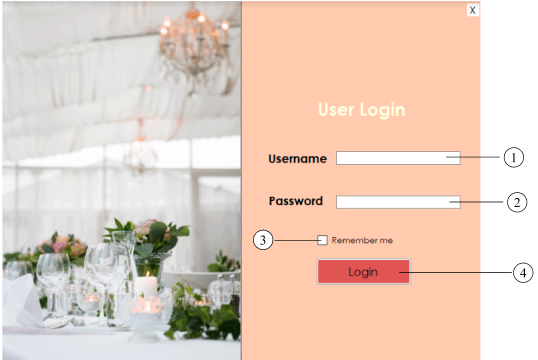 X
User Login
Username
1
Password
2
3
Remember me
Login
4